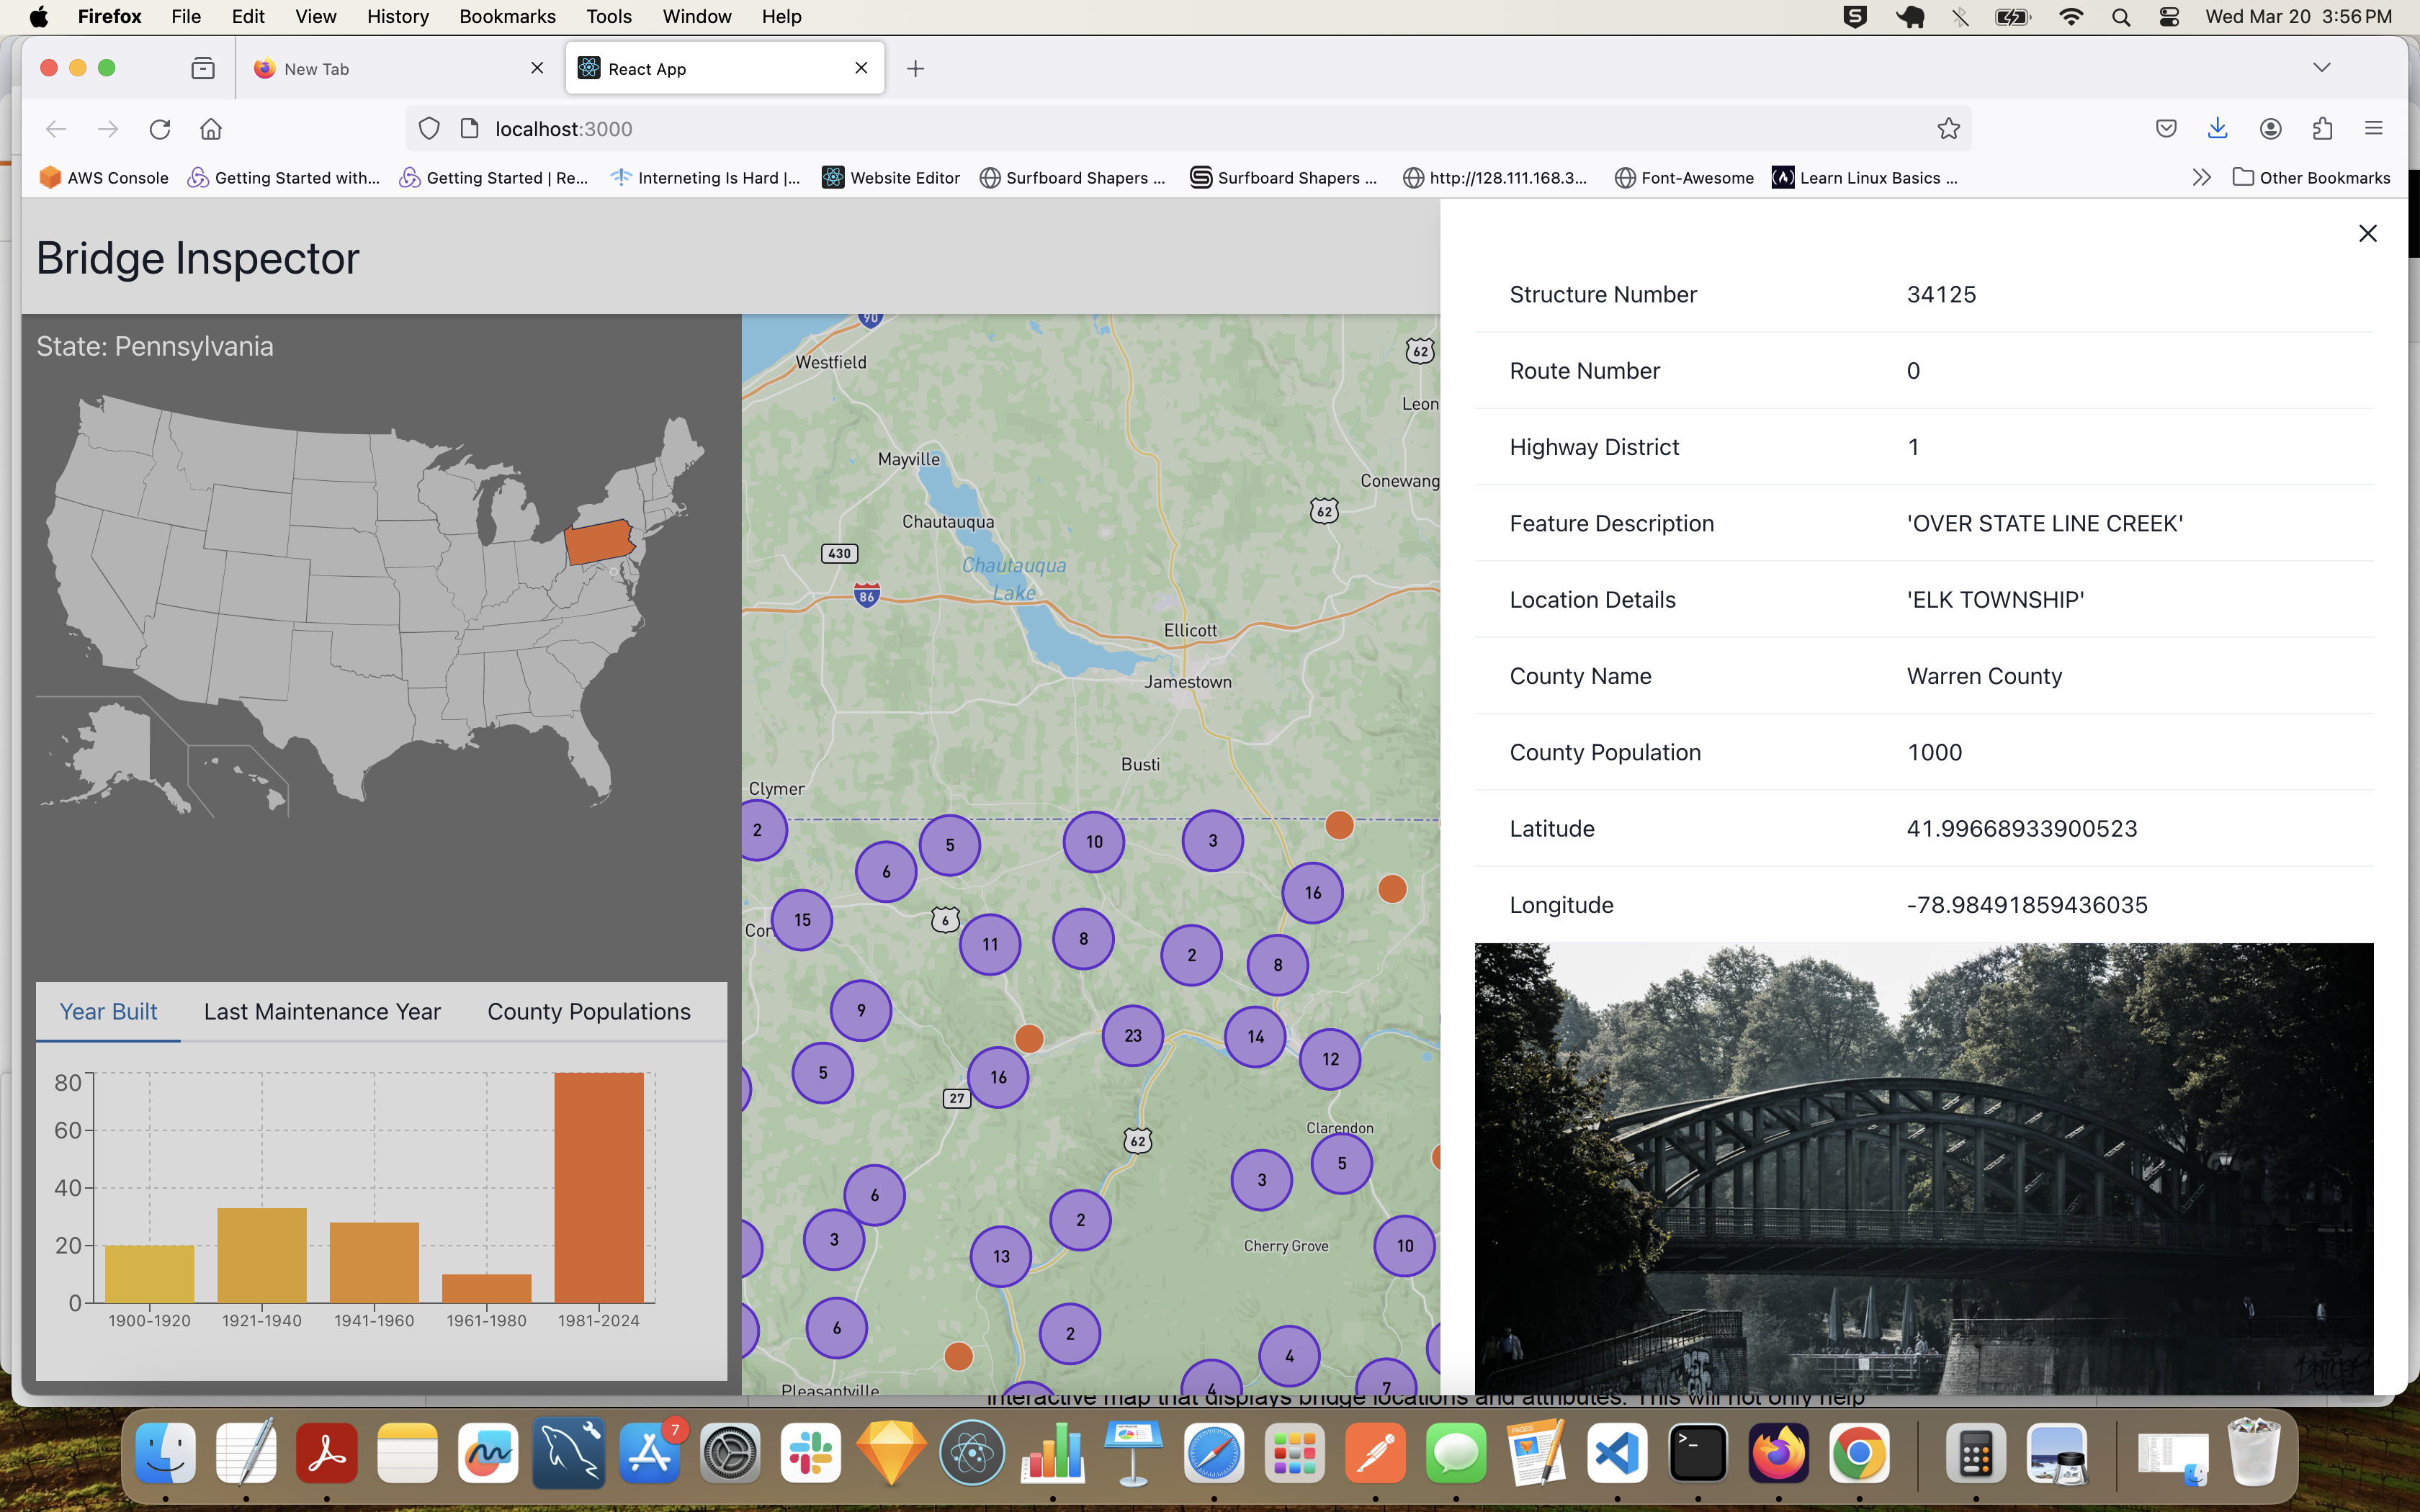 Firefox File Edit View History Bookmarks Tools Window Help
Wed Mar 20 3:56 PM
New Tab
React App
localhost:3000
AWS Console
Getting Started with...
Getting Started | Re...
Interneting Is Hard |...
Website Editor
Surfboard Shapers ...
Surfboard Shapers ...
http://128.111.168.3...
Font-Awesome
Learn Linux Basics ...
Other Bookmarks
Bridge Inspector
State: Pennsylvania
Year Built
Last Maintenance Year
County Populations
80
60
40
20
0
1900-1920
1921-1940
1941-1960
1961-1980
1981-2024
90
Westfield
62
Leon
Mayville
Conewang
62
Chautauqua
430
Chautauqua
Lake
86
Ellicott
Jamestown
Busti
Clymer
2
5
10
3
6
16
15
Cor
6
11
8
2
8
9
23
14
12
5
16
27
62
Clarendon
5
3
6
2
3
13
Cherry Grove
10
6
2
4
4
7
Pleasantville
Structure Number 34125
Route Number 0
Highway District 1
Feature Description 'OVER STATE LINE CREEK'
Location Details 'ELK TOWNSHIP'
County Name Warren County
County Population 1000
Latitude 41.99668933900523
Longitude -78.98491859436035
interactive map that displays bridge locations and attributes. This will not only help
7
PAGES